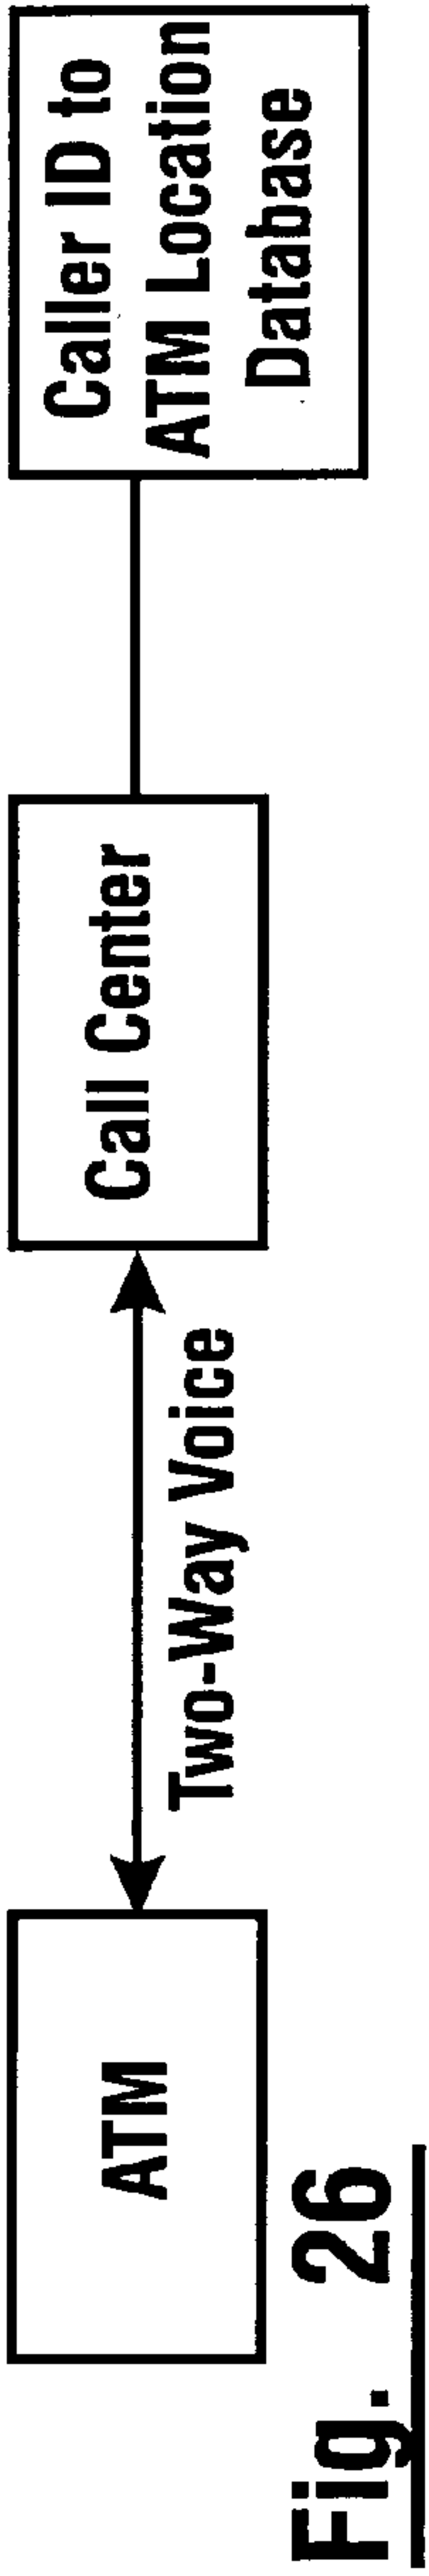 ATM
Two-Way Voice
Call Center
Caller ID to
ATM Location
Database
Fig. 26